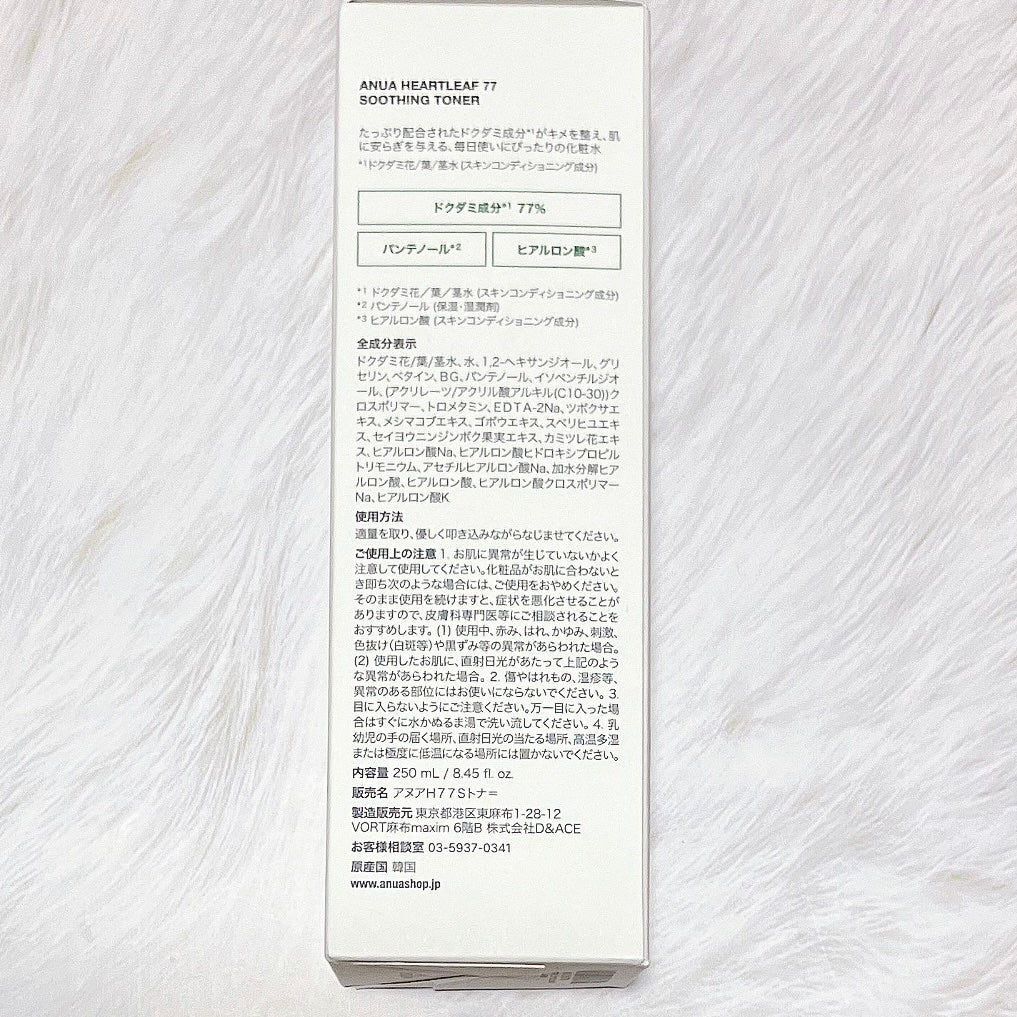 ANUA HEARTLEAF 77
SOOTHING TONER
たっぷり配合されたドクダミ成分*1がキメを整え、肌
に安らぎを与える、毎日使いにぴったりの化粧水
*1ドクダミ花/葉/茎水 (スキンコンディショニング成分)
ドクダミ成分*1 77%
パンテノール*2
ヒアルロン酸*3
*1 ドクダミ花／葉／茎水 (スキンコンディショニング成分)
*2 パンテノール (保湿・湿潤剤)
*3 ヒアルロン酸 (スキンコンディショニング成分)
全成分表示
ドクダミ花/葉/茎水、水、1,2-ヘキサンジオール、グリ
セリン、ベタイン、BG、パンテノール、イソペンチルジオ
ール、(アクリレーツ/アクリル酸アルキル(C10-30))ク
ロスポリマー、トロメタミン、EDTA-2Na、ツボクサエ
キス、メシマコブエキス、ゴボウエキス、スベリヒユエキ
ス、セイヨウニンジンボク果実エキス、カミツレ花エキ
ス、ヒアルロン酸Na、ヒアルロン酸ヒドロキシプロピル
トリモニウム、アセチルヒアルロン酸Na、加水分解ヒア
ルロン酸、ヒアルロン酸、ヒアルロン酸クロスポリマー
Na、ヒアルロン酸K
使用方法
適量を取り、優しく叩き込みながらなじませてください。
ご使用上の注意 1. お肌に異常が生じていないかよく
注意して使用してください。化粧品がお肌に合わないと
き即ち次のような場合には、ご使用をおやめください。
そのまま使用を続けますと、症状を悪化させることが
ありますので、皮膚科専門医等にご相談されることを
おすすめします。(1) 使用中、赤み、はれ、かゆみ、刺激、
色抜け(白斑等)や黒ずみ等の異常があらわれた場合。
(2) 使用したお肌に、直射日光があたって上記のよう
な異常があらわれた場合。2. 傷やはれもの、湿疹等、
異常のある部位にはお使いにならないでください。3.
目に入らないようにご注意ください。万一目に入った場
合はすぐに水かぬるま湯で洗い流してください。4. 乳
幼児の手の届く場所、直射日光の当たる場所、高温多湿
または極度に低温になる場所には置かないでください。
内容量 250 mL / 8.45 fl. oz.
販売名 アヌアH77Sトナ=
製造販売元 東京都港区東麻布1-28-12
VORT麻布maxim 6階B 株式会社D&ACE
お客様相談室 03-5937-0341
原産国 韓国
www.anuashop.jp